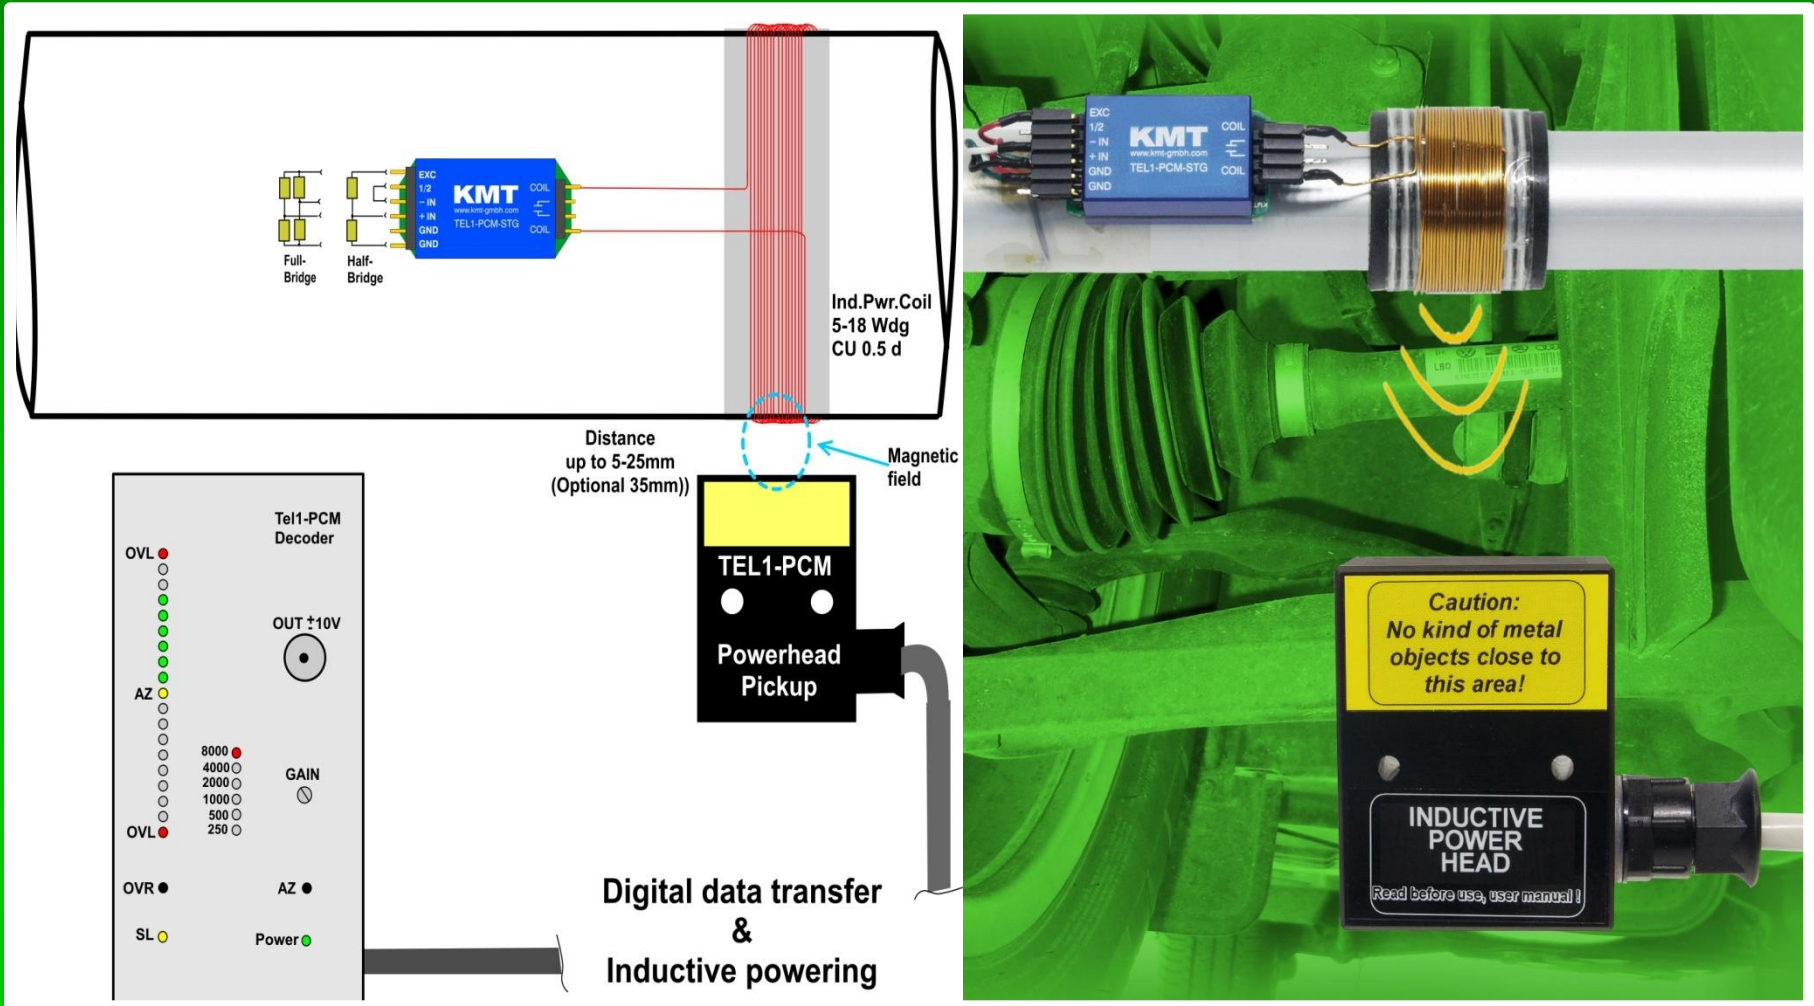 EXC
1/2
- IN
+ IN
GND
GND
KMT
www.kmt-gmbh.com
TEL1-PCM-STG
COIL
COIL
Full-
Bridge
Half-
Bridge
Ind.Pwr.Coil
5-18 Wdg
CU 0.5 d
Distance
up to 5-25mm
(Optional 35mm))
Magnetic
field
TEL1-PCM
Powerhead
Pickup
Tel1-PCM
Decoder
OVL
OUT ±10V
AZ
8000
4000
2000
1000
500
250
GAIN
OVL
OVR
AZ
SL
Power
Digital data transfer
&
Inductive powering
EXC
1/2
- IN
+ IN
GND
GND
KMT
www.kmt-gmbh.com
TEL1-PCM-STG
COIL
COIL
LBO
Caution:
No kind of metal
objects close to
this area!
INDUCTIVE
POWER
HEAD
Read before use, user manual !